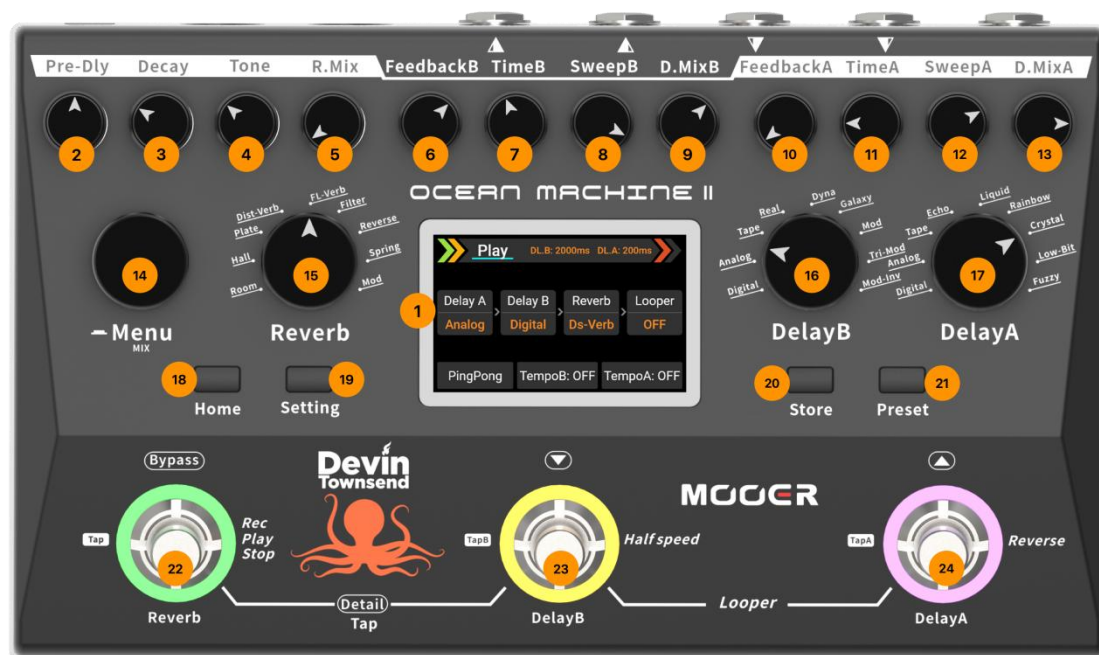 Pre-Dly Decay Tone R.Mix FeedbackB TimeB SweepB D.MixB FeedbackA TimeA SweepA D.MixA
2 3 4 5 6 7 8 9 10 11 12 13
OCEAN MACHINE II
14
Menu
MIX
Room
Hall
Plate
Dist-Verb
FL-Verb
Filter
Reverse
Spring
Mod
15
Reverb
1
Play DL.B: 2000ms DL.A: 200ms
Delay A > Delay B > Reverb > Looper
Analog Digital Ds-Verb OFF
PingPong TempoB: OFF TempoA: OFF
Digital
Analog
Tape
Real
Dyna
Galaxy
Mod
Tri-Mod
Mod-Inv
16
DelayB
Digital
Analog
Tape
Echo
Liquid
Rainbow
Crystal
Low-Bit
Fuzzy
17
DelayA
18 19 20 21
Home Setting Store Preset
Bypass
Devin
Townsend
MOOER
Tap
Rec
Play
Stop
TapB
Half speed
TapA
Reverse
22 23 24
Reverb
Detail
Tap
DelayB
Looper
DelayA